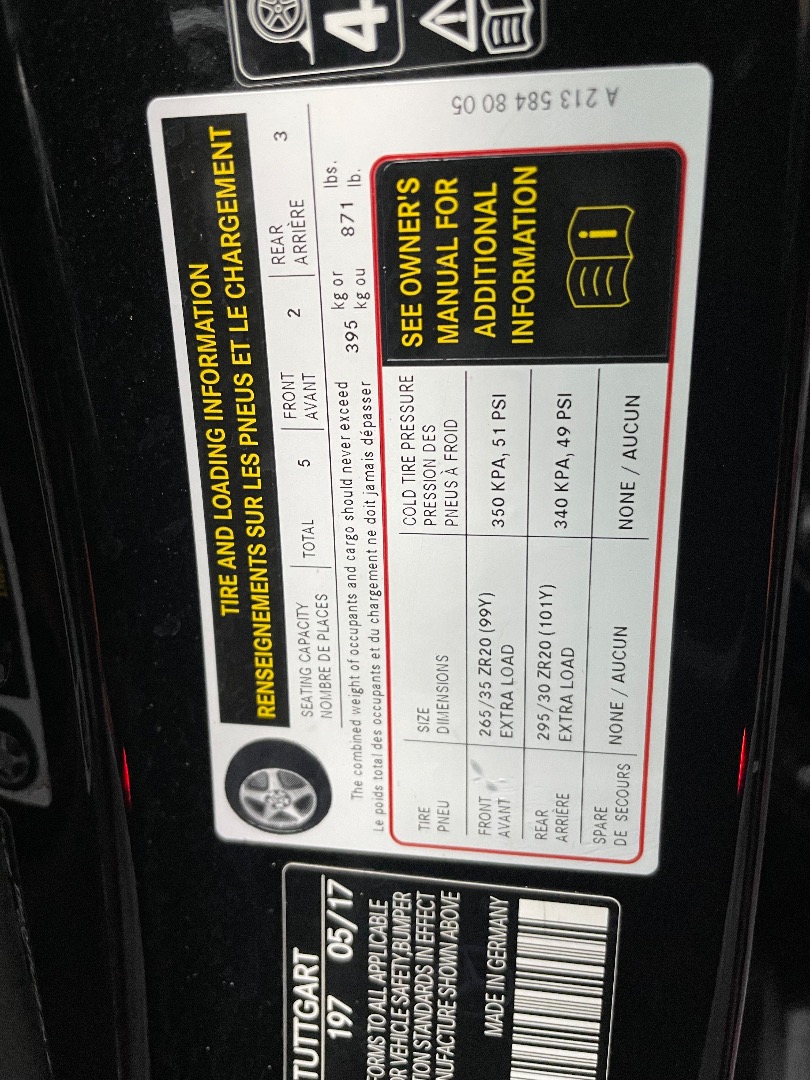 4
A 213 584 80 05
TIRE AND LOADING INFORMATION
RENSEIGNEMENTS SUR LES PNEUS ET LE CHARGEMENT
SEATING CAPACITY
NOMBRE DE PLACES
TOTAL 5
FRONT
AVANT
2
REAR
ARRIÈRE
3
The combined weight of occupants and cargo should never exceed 395 kg or 871 lbs.
Le poids total des occupants et du chargement ne doit jamais dépasser kg ou lb.
TIRE
PNEU
SIZE
DIMENSIONS
COLD TIRE PRESSURE
PRESSION DES
PNEUS À FROID
FRONT
AVANT
265/35 ZR20 (99Y)
EXTRA LOAD
350 KPA, 51 PSI
REAR
ARRIÈRE
295/30 ZR20 (101Y)
EXTRA LOAD
340 KPA, 49 PSI
SPARE
DE SECOURS
NONE / AUCUN
NONE / AUCUN
SEE OWNER'S
MANUAL FOR
ADDITIONAL
INFORMATION
TUTTGART
197 05/17
FORMS TO ALL APPLICABLE
OR VEHICLE SAFETY, BUMPER
TION STANDARDS IN EFFECT
NUFACTURE SHOWN ABOVE
MADE IN GERMANY